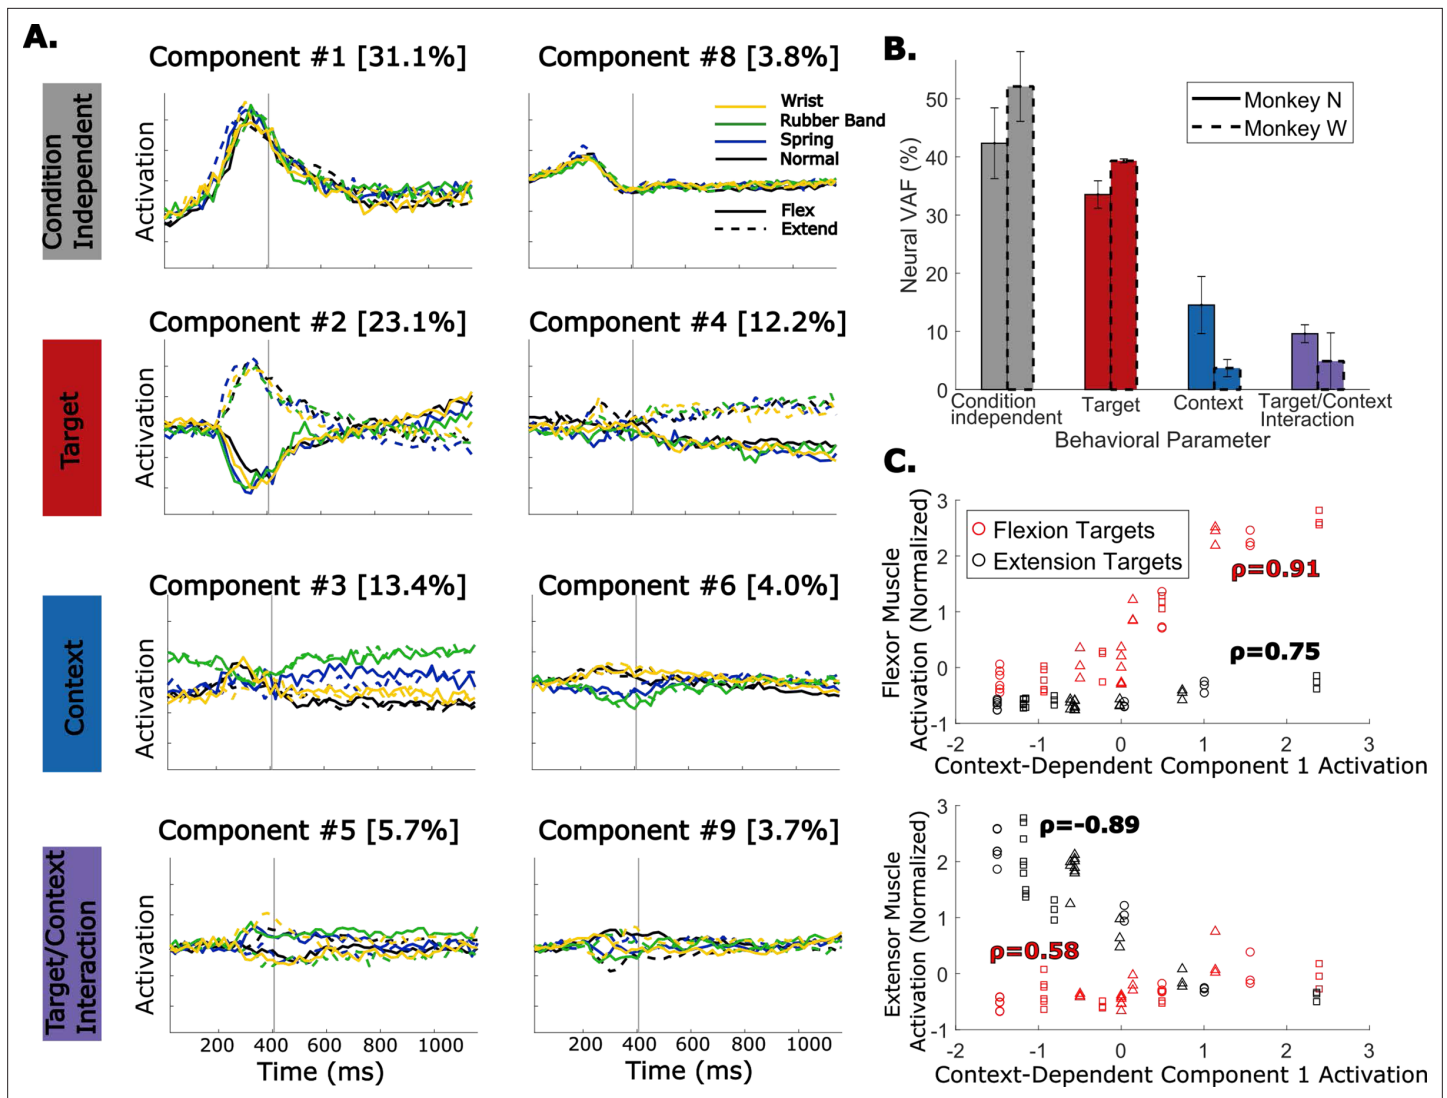 A.
Component #1 [31.1%]
Component #8 [3.8%]
Condition
Independent
Activation
Wrist
Rubber Band
Spring
Normal
Flex
Extend
Component #2 [23.1%]
Component #4 [12.2%]
Target
Activation
Component #3 [13.4%]
Component #6 [4.0%]
Context
Activation
Component #5 [5.7%]
Component #9 [3.7%]
Target/Context
Interaction
Activation
200 400 600 800 1000
200 400 600 800 1000
Time (ms)
Time (ms)
B.
Neural VAF (%)
50
40
30
20
10
0
Monkey N
Monkey W
Condition
independent
Target
Context
Target/Context
Interaction
Behavioral Parameter
C.
Flexor Muscle
Activation (Normalized)
3
2
1
0
-1
Flexion Targets
Extension Targets
ρ=0.91
ρ=0.75
-2 -1 0 1 2 3
Context-Dependent Component 1 Activation
Extensor Muscle
Activation (Normalized)
3
2
1
0
-1
ρ=-0.89
ρ=0.58
-2 -1 0 1 2 3
Context-Dependent Component 1 Activation